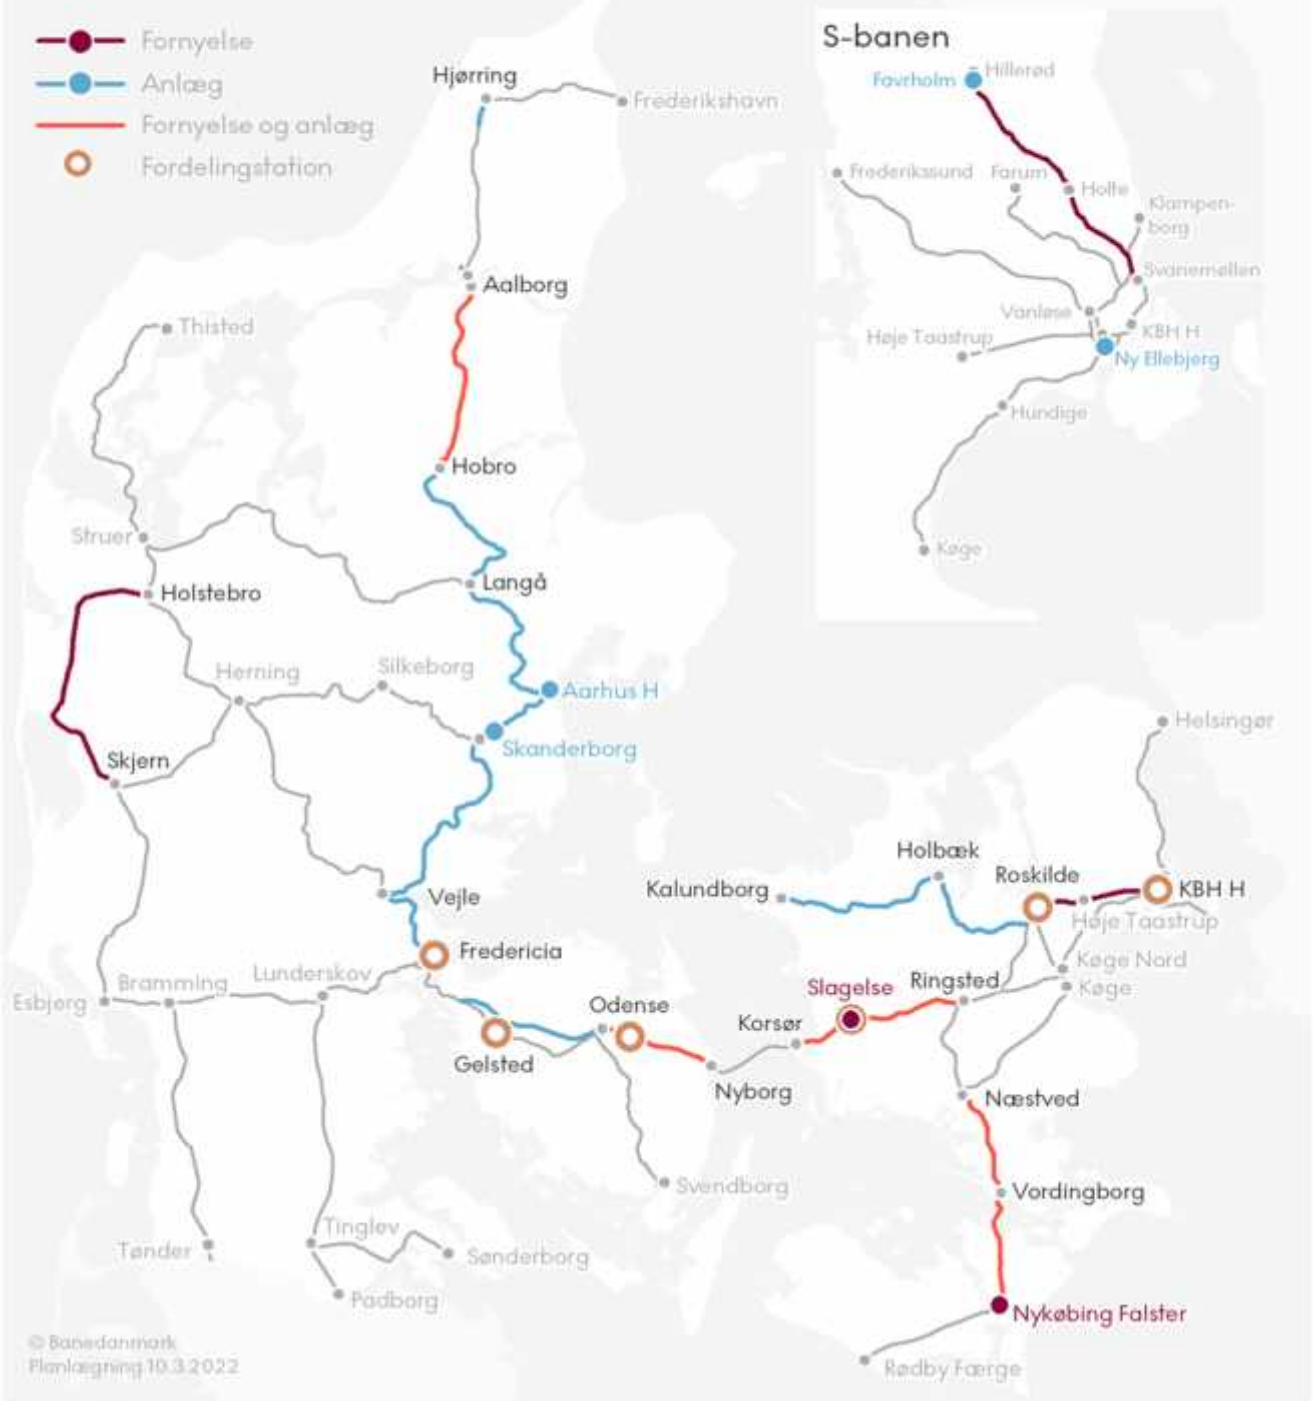 Fornyelse
Anlæg
Fornyelse og anlæg
Fordelingstation
S-banen
Favrholm
Hillerød
Frederikssund
Farum
Holte
Klampen-
borg
Svanemøllen
Vanløse
KBH H
Høje Taastrup
Ny Ellebjerg
Hundige
Køge
Hjørring
Frederikshavn
Aalborg
Thisted
Hobro
Struer
Langå
Holstebro
Herning
Silkeborg
Aarhus H
Skanderborg
Skjern
Vejle
Fredericia
Lunderskov
Bramming
Esbjerg
Gelsted
Odense
Nyborg
Svendborg
Tønder
Tinglev
Sønderborg
Padborg
Helsingør
Holbæk
Kalundborg
Roskilde
KBH H
Høje Taastrup
Køge Nord
Køge
Ringsted
Slagelse
Korsør
Næstved
Vordingborg
Nykøbing Falster
Rødby Færge
© Banedanmark
Planlægning 10.3.2022